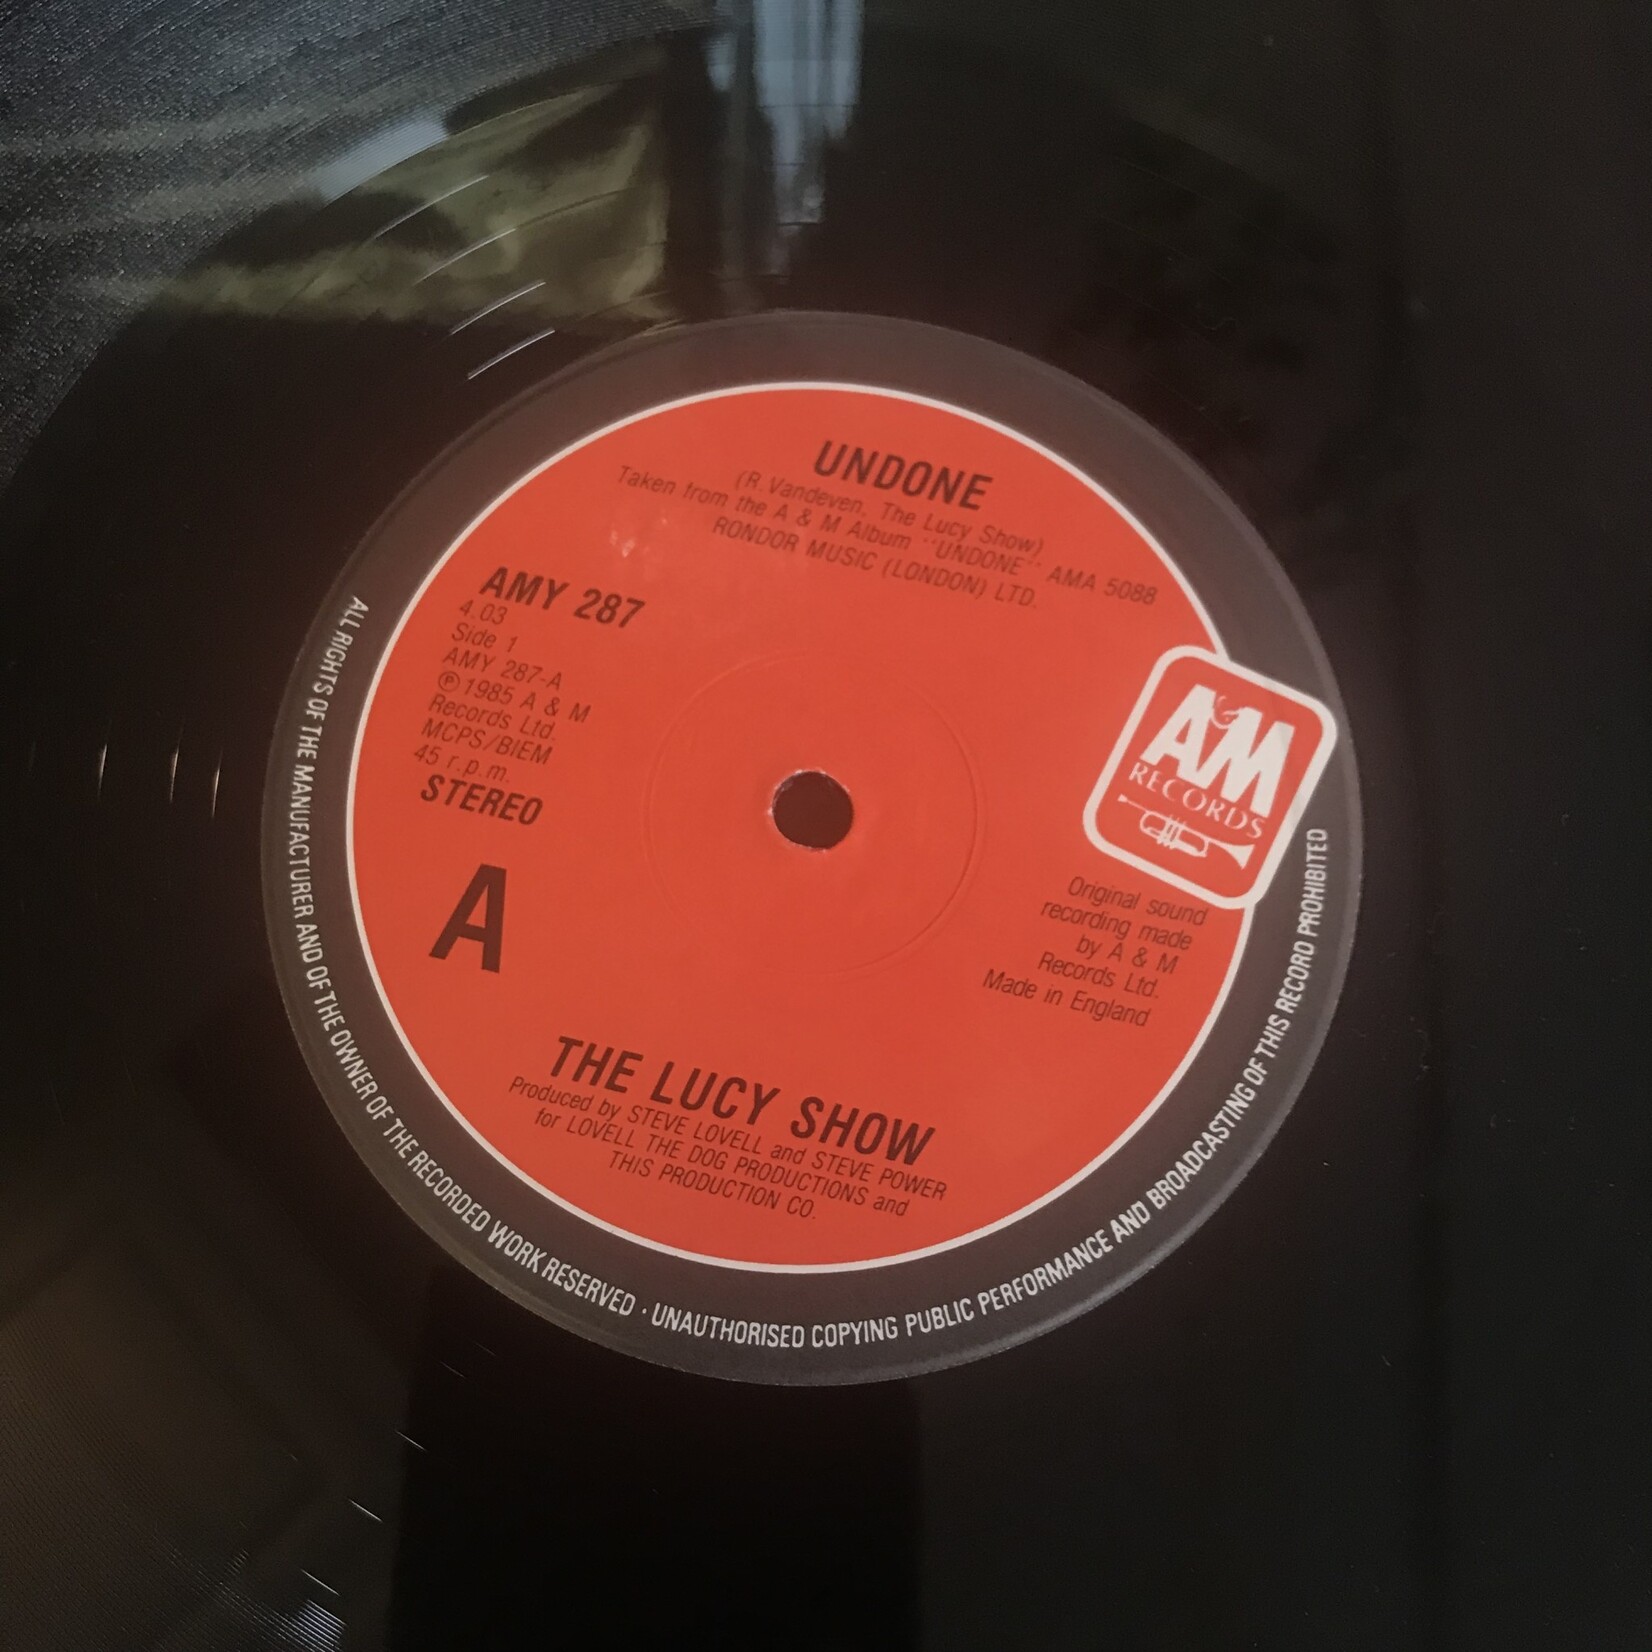 UNDONE
(R. Vandeven, The Lucy Show)
Taken from the A & M Album "UNDONE" AMA 5088
RONDOR MUSIC (LONDON) LTD.
AMY 287
4.03
Side 1
AMY 287-A
℗ 1985 A & M
Records Ltd.
MCPS/BIEM
45 r.p.m.
STEREO
A
A&M
RECORDS
Original sound
recording made
by A & M
Records Ltd.
Made in England
THE LUCY SHOW
Produced by STEVE LOVELL and STEVE POWER
for LOVELL THE DOG PRODUCTIONS and
THIS PRODUCTION CO.
ALL RIGHTS OF THE MANUFACTURER AND OF THE OWNER OF THE RECORDED WORK RESERVED · UNAUTHORISED COPYING PUBLIC PERFORMANCE AND BROADCASTING OF THIS RECORD PROHIBITED